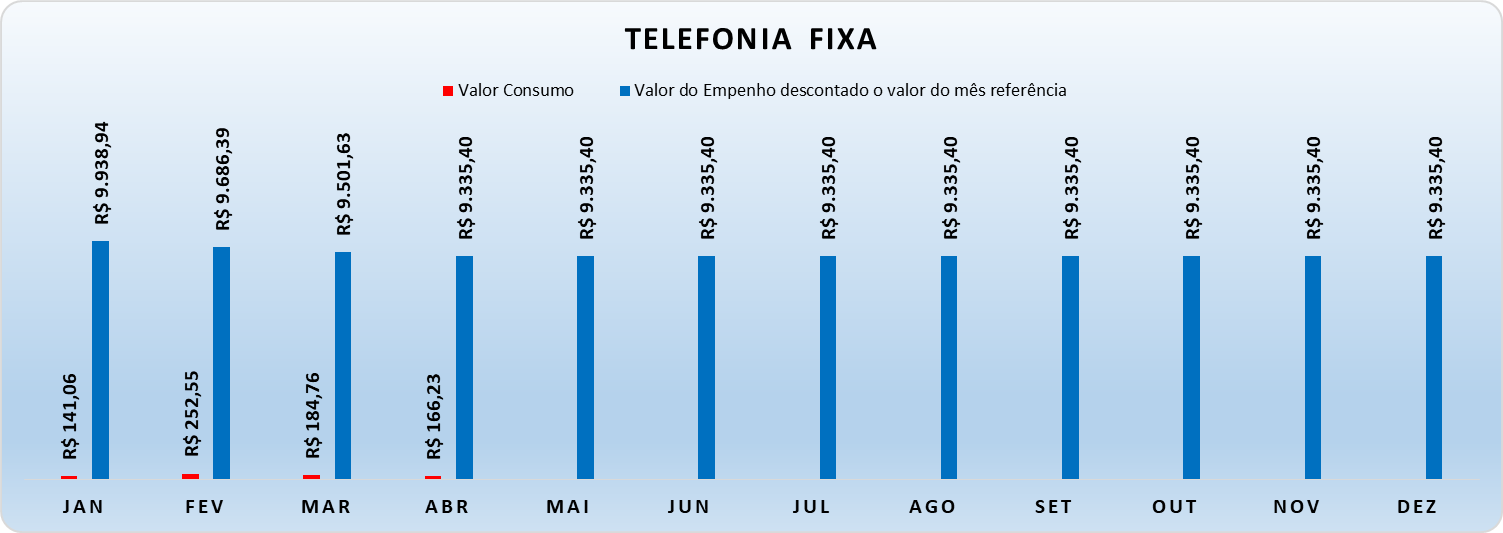 TELEFONIA FIXA
Valor Consumo
Valor do Empenho descontado o valor do mês referência
R$ 141,06
R$ 9.938,94
R$ 252,55
R$ 9.686,39
R$ 184,76
R$ 9.501,63
R$ 166,23
R$ 9.335,40
R$ 9.335,40
R$ 9.335,40
R$ 9.335,40
R$ 9.335,40
R$ 9.335,40
R$ 9.335,40
R$ 9.335,40
R$ 9.335,40
JAN FEV MAR ABR MAI JUN JUL AGO SET OUT NOV DEZ